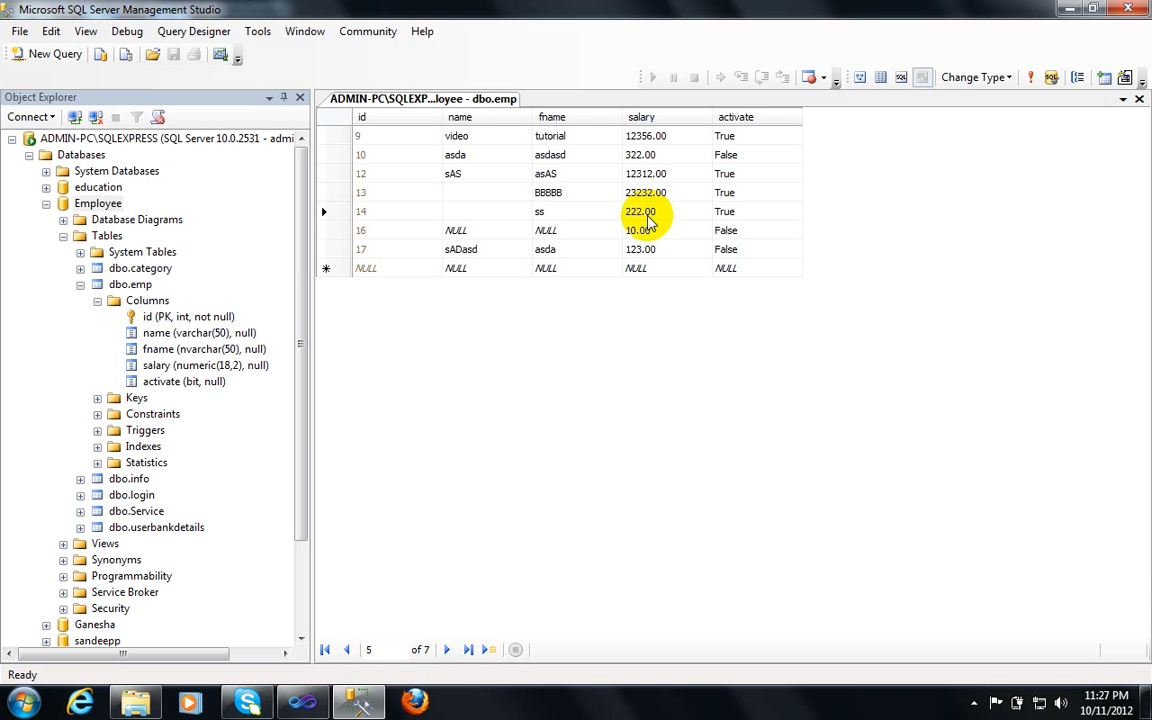 Microsoft SQL Server Management Studio
File Edit View Debug Query Designer Tools Window Community Help
New Query
Change Type
Object Explorer
ADMIN-PC\SQLEXP...loyee - dbo.emp
Connect
ADMIN-PC\SQLEXPRESS (SQL Server 10.0.2531 - admi
Databases
System Databases
education
Employee
Database Diagrams
Tables
System Tables
dbo.category
dbo.emp
Columns
id (PK, int, not null)
name (varchar(50), null)
fname (nvarchar(50), null)
salary (numeric(18,2), null)
activate (bit, null)
Keys
Constraints
Triggers
Indexes
Statistics
dbo.info
dbo.login
dbo.Service
dbo.userbankdetails
Views
Synonyms
Programmability
Service Broker
Security
Ganesha
sandeepp
id name fname salary activate
9 video tutorial 12356.00 True
10 asda asdasd 322.00 False
12 sAS asAS 12312.00 True
13 BBBBB 23232.00 True
14 ss 222.00 True
16 NULL NULL 10.00 False
17 sADasd asda 123.00 False
NULL NULL NULL NULL NULL
5 of 7
Ready
11:27 PM
10/11/2012